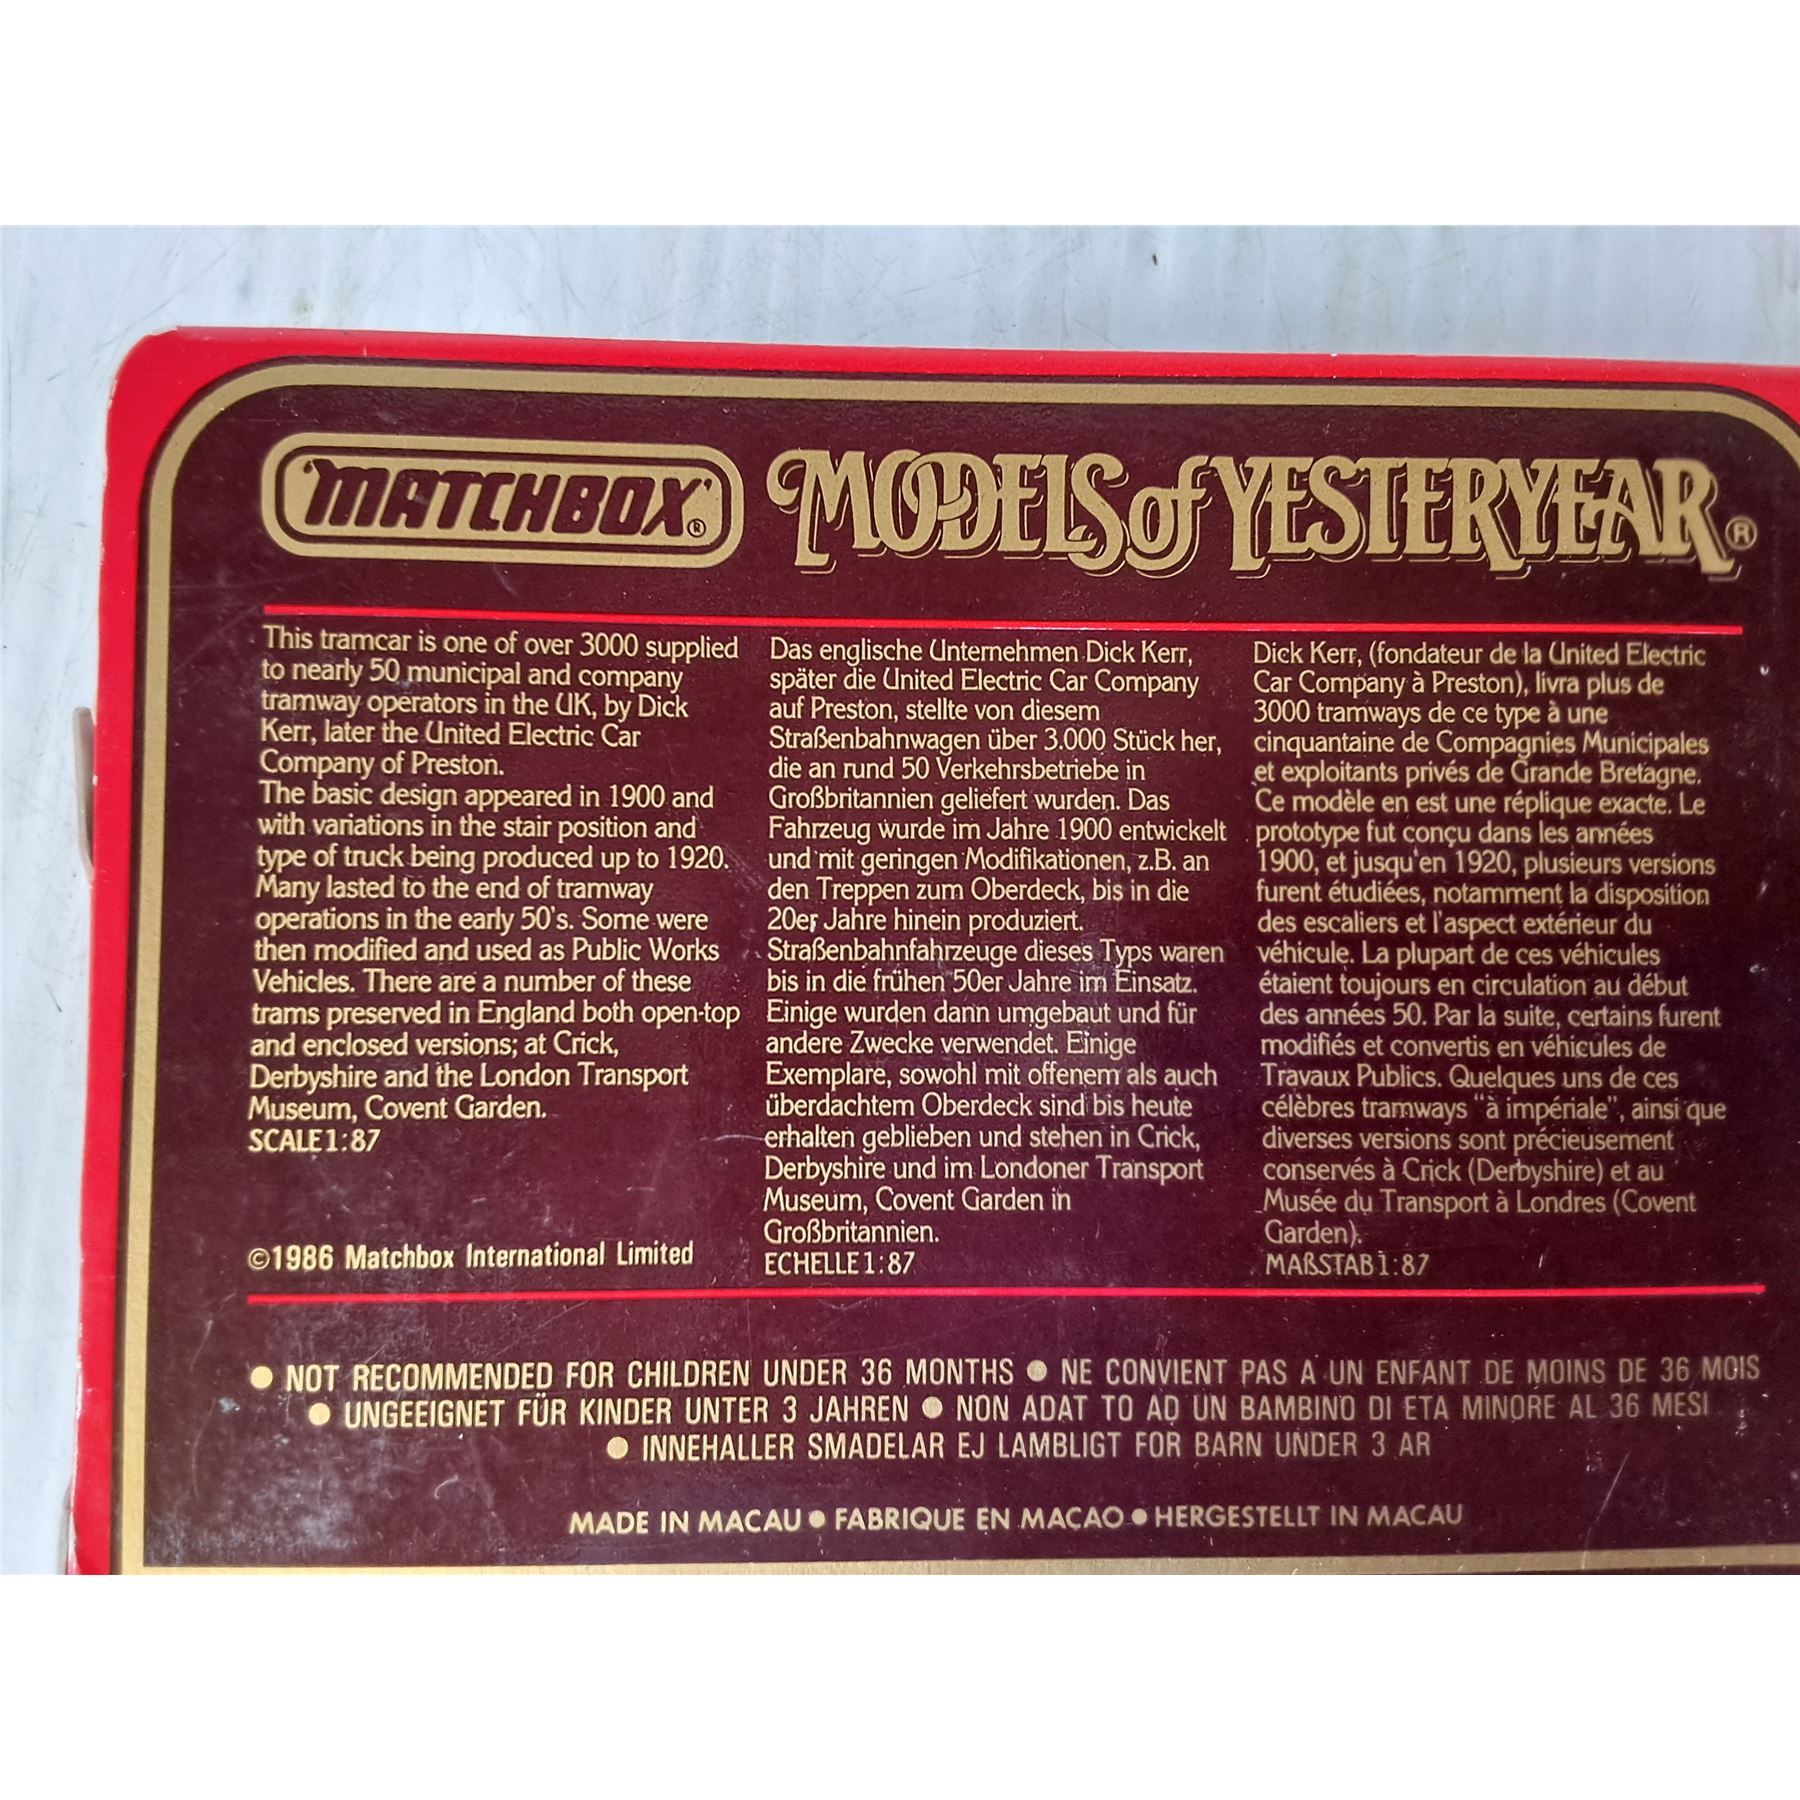 'MATCHBOX'® MODELS of YESTERYEAR®
This tramcar is one of over 3000 supplied
to nearly 50 municipal and company
tramway operators in the UK, by Dick
Kerr, later the United Electric Car
Company of Preston.
The basic design appeared in 1900 and
with variations in the stair position and
type of truck being produced up to 1920.
Many lasted to the end of tramway
operations in the early 50's. Some were
then modified and used as Public Works
Vehicles. There are a number of these
trams preserved in England both open-top
and enclosed versions; at Crick,
Derbyshire and the London Transport
Museum, Covent Garden.
SCALE 1:87
©1986 Matchbox International Limited
Das englische Unternehmen Dick Kerr,
später die United Electric Car Company
auf Preston, stellte von diesem
Straßenbahnwagen über 3.000 Stück her,
die an rund 50 Verkehrsbetriebe in
Großbritannien geliefert wurden. Das
Fahrzeug wurde im Jahre 1900 entwickelt
und mit geringen Modifikationen, z.B. an
den Treppen zum Oberdeck, bis in die
20er Jahre hinein produziert.
Straßenbahnfahrzeuge dieses Typs waren
bis in die frühen 50er Jahre im Einsatz.
Einige wurden dann umgebaut und für
andere Zwecke verwendet. Einige
Exemplare, sowohl mit offenem als auch
überdachtem Oberdeck sind bis heute
erhalten geblieben und stehen in Crick,
Derbyshire und im Londoner Transport
Museum, Covent Garden in
Großbritannien.
ECHELLE 1:87
Dick Kerr, (fondateur de la United Electric
Car Company à Preston), livra plus de
3000 tramways de ce type à une
cinquantaine de Compagnies Municipales
et exploitants privés de Grande Bretagne.
Ce modèle en est une réplique exacte. Le
prototype fut conçu dans les années
1900, et jusqu'en 1920, plusieurs versions
furent étudiées, notamment la disposition
des escaliers et l'aspect extérieur du
véhicule. La plupart de ces véhicules
étaient toujours en circulation au début
des années 50. Par la suite, certains furent
modifiés et convertis en véhicules de
Travaux Publics. Quelques uns de ces
célèbres tramways "à impériale", ainsi que
diverses versions sont précieusement
conservés à Crick (Derbyshire) et au
Musée du Transport à Londres (Covent
Garden).
MAßSTAB 1:87
● NOT RECOMMENDED FOR CHILDREN UNDER 36 MONTHS ● NE CONVIENT PAS A UN ENFANT DE MOINS DE 36 MOIS
● UNGEEIGNET FÜR KINDER UNTER 3 JAHREN ● NON ADAT TO AD UN BAMBINO DI ETA MINORE AL 36 MESI
● INNEHALLER SMADELAR EJ LAMBLIGT FOR BARN UNDER 3 AR
MADE IN MACAU ● FABRIQUE EN MACAO ● HERGESTELLT IN MACAU